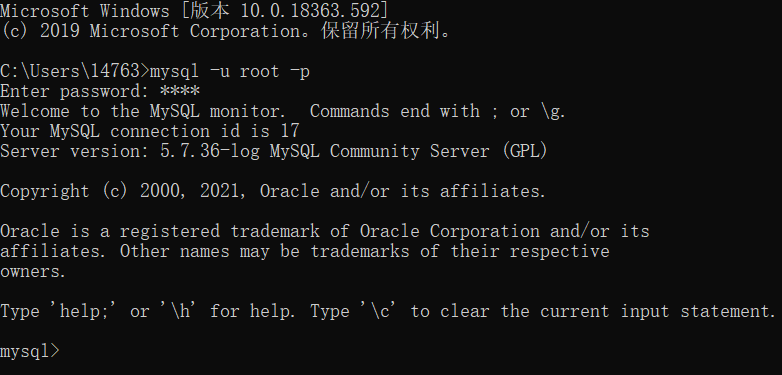 Microsoft Windows [版本 10.0.18363.592]
(c) 2019 Microsoft Corporation。保留所有权利。
C:\Users\14763>mysql -u root -p
Enter password: ****
Welcome to the MySQL monitor.  Commands end with ; or \g.
Your MySQL connection id is 17
Server version: 5.7.36-log MySQL Community Server (GPL)
Copyright (c) 2000, 2021, Oracle and/or its affiliates.
Oracle is a registered trademark of Oracle Corporation and/or its
affiliates. Other names may be trademarks of their respective
owners.
Type 'help;' or '\h' for help. Type '\c' to clear the current input statement.
mysql>